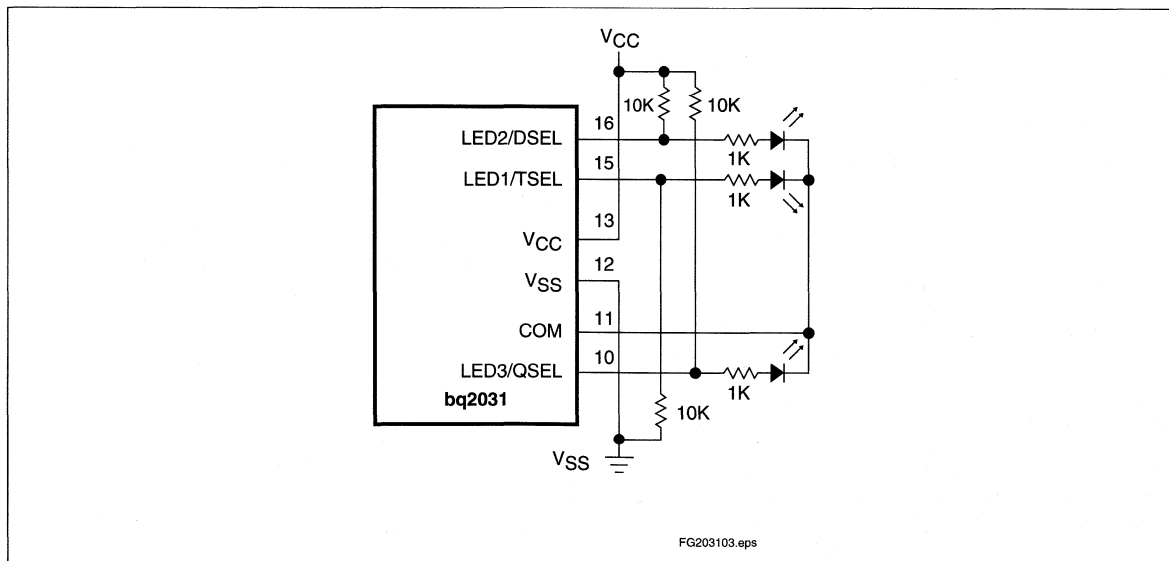 VCC
10K 10K
16
LED2/DSEL
1K
15
LED1/TSEL
1K
13
VCC
12
VSS
11
COM
10
LED3/QSEL
1K
bq2031
10K
VSS
FG203103.eps